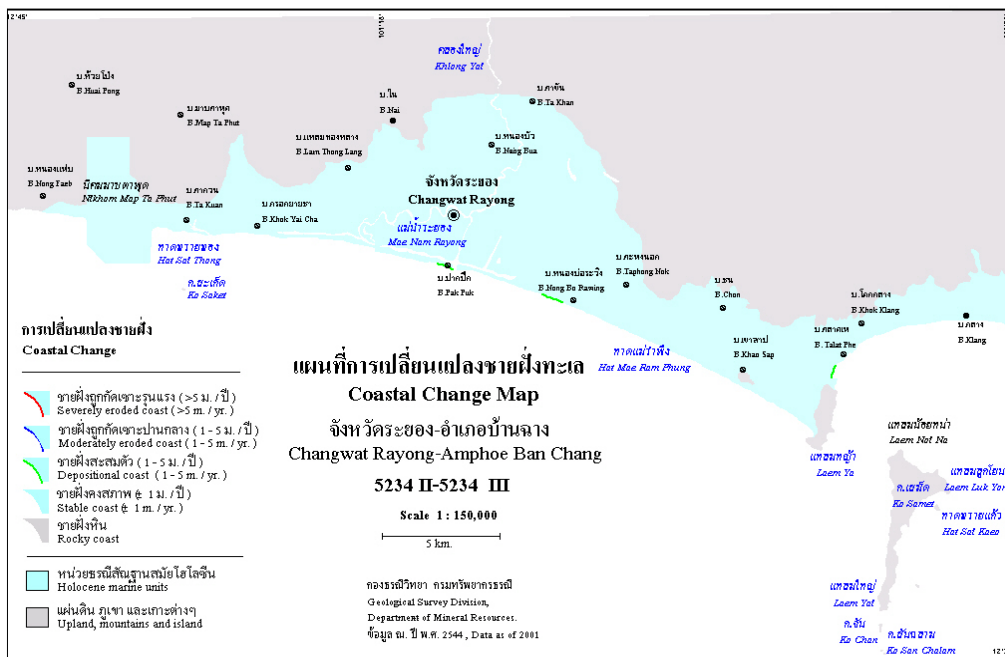 12°45'
101°15'
คลองใหญ่
Khlong Yai
บ.ห้วยโป่ง
B.Huai Pong
บ.มาบตาพุด
B.Map Ta Phut
บ.ใน
B.Nai
บ.ตาขัน
B.Ta Khan
บ.แหลมทองหลาง
B.Lam Thong Lang
บ.หนองบัว
B.Nong Bua
บ.หนองแฟบ
B.Nong Faeb
นิคมมาบตาพุด
Nikhom Map Ta Phut
บ.ตากวน
B.Ta Kuan
บ.กรอกยายชา
B.Khok Yai Cha
จังหวัดระยอง
Changwat Rayong
แม่น้ำระยอง
Mae Nam Rayong
หาดทรายทอง
Hat Sai Thong
ก.สะเก็ด
Ko Saket
บ.ปากปึก
B.Pak Puk
บ.หนองบ่อระวิง
B.Nong Bo Rawing
บ.ตะพงนอก
B.Taphong Nok
B.Chon
บ.โคกกลาง
B.Khok Klang
บ.กลาง
B.Klang
B. Talat Phe
B.Khan Sap
หาดแม่รำพึง
Hat Mae Ram Phung
การเปลี่ยนแปลงชายฝั่ง
Coastal Change
ชายฝั่งถูกกัดเซาะรุนแรง ( >5 ม. / ปี )
Severely eroded coast ( >5 m. / yr.)
ชายฝั่งถูกกัดเซาะปานกลาง ( 1 - 5 ม. / ปี )
Moderately eroded coast ( 1 - 5 m. / yr.)
ชายฝั่งสะสมตัว ( 1 - 5 ม. / ปี )
Depositional coast ( 1 - 5 m. / yr.)
ชายฝั่งคงสภาพ (± 1 ม. / ปี )
Stable coast (± 1 m. / yr.)
ชายฝั่งหิน
Rocky coast
หน่วยธรณีสัณฐานสมัยโฮโลซีน
Holocene marine units
แผ่นดิน ภูเขา และเกาะต่างๆ
Upland, mountains and island
แผนที่การเปลี่ยนแปลงชายฝั่งทะเล
Coastal Change Map
จังหวัดระยอง-อำเภอบ้านฉาง
Changwat Rayong-Amphoe Ban Chang
5234 II-5234 III
Scale 1 : 150,000
5 km.
กองธรณีวิทยา กรมทรัพยากรธรณี
Geological Survey Division,
Department of Mineral Resources.
ข้อมูล ณ. ปี พ.ศ. 2544 , Data as of 2001
แหลมหญ้า
Laem Ya
แหลมน้อยหน่า
Laem Noi Na
แหลมลูกโยน
Laem Luk Yon
ก.เสม็ด
Ko Samet
หาดทรายแก้ว
Hat Sai Kaeo
แหลมใหญ่
Laem Yai
ก.จัน
Ko Chan
ก.สันฉลาม
Ko San Chalam